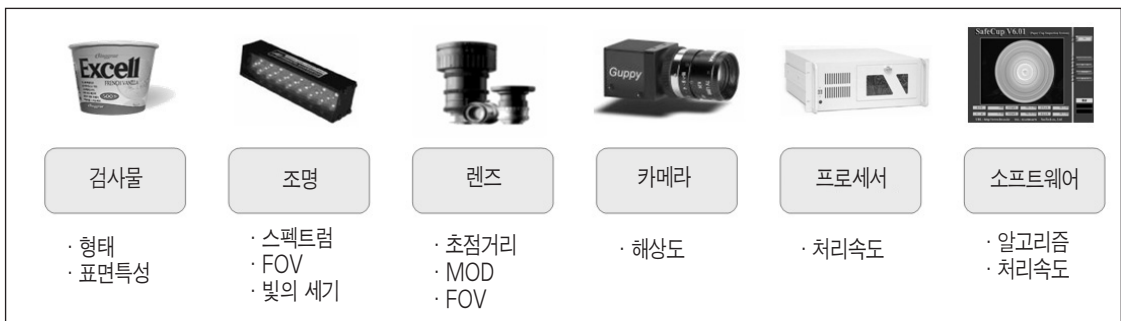 Excell
Guppy
SafeCup V6.01
검사물
조명
렌즈
카메라
프로세서
소프트웨어
· 형태
· 표면특성
· 스펙트럼
· FOV
· 빛의 세기
· 초점거리
· MOD
· FOV
· 해상도
· 처리속도
· 알고리즘
· 처리속도